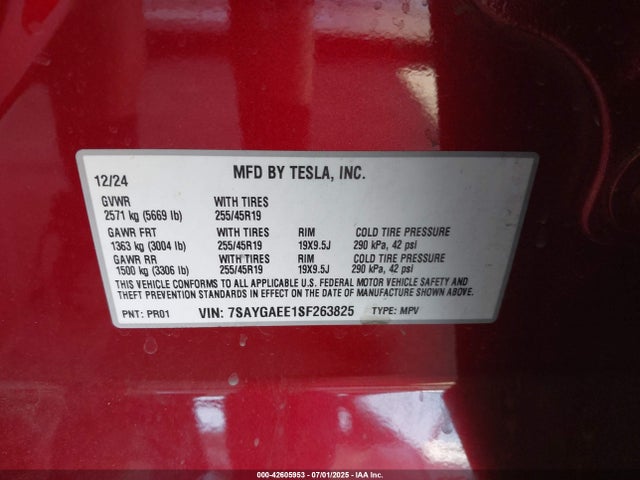 12/24 MFD BY TESLA, INC.
GVWR WITH TIRES
2571 kg (5669 lb) 255/45R19
GAWR FRT WITH TIRES RIM COLD TIRE PRESSURE
1363 kg (3004 lb) 255/45R19 19X9.5J 290 kPa, 42 psi
GAWR RR WITH TIRES RIM COLD TIRE PRESSURE
1500 kg (3306 lb) 255/45R19 19X9.5J 290 kPa, 42 psi
THIS VEHICLE CONFORMS TO ALL APPLICABLE U.S. FEDERAL MOTOR VEHICLE SAFETY AND
THEFT PREVENTION STANDARDS IN EFFECT ON THE DATE OF MANUFACTURE SHOWN ABOVE.
PNT: PR01 VIN: 7SAYGAEE1SF263825 TYPE: MPV
000-42605953 - 07/01/2025 - IAA Inc.